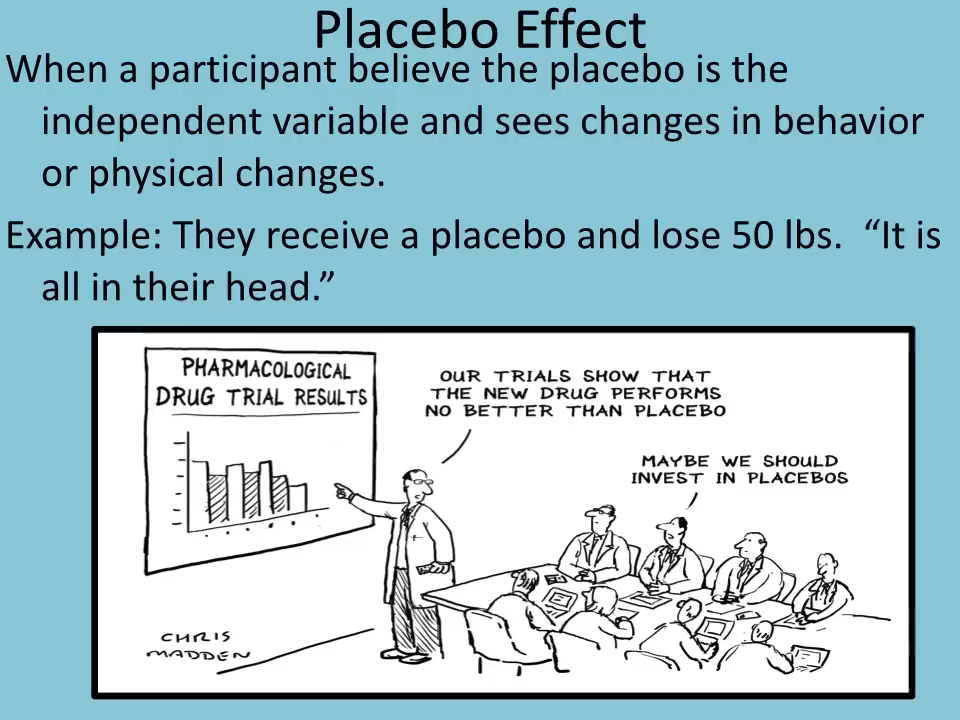 Placebo Effect
When a participant believe the placebo is the
independent variable and sees changes in behavior
or physical changes.
Example: They receive a placebo and lose 50 lbs.  “It is
all in their head.”
PHARMACOLOGICAL
DRUG TRIAL RESULTS
OUR TRIALS SHOW THAT
THE NEW DRUG PERFORMS
NO BETTER THAN PLACEBO
MAYBE WE SHOULD
INVEST IN PLACEBOS
CHRIS
MADDEN